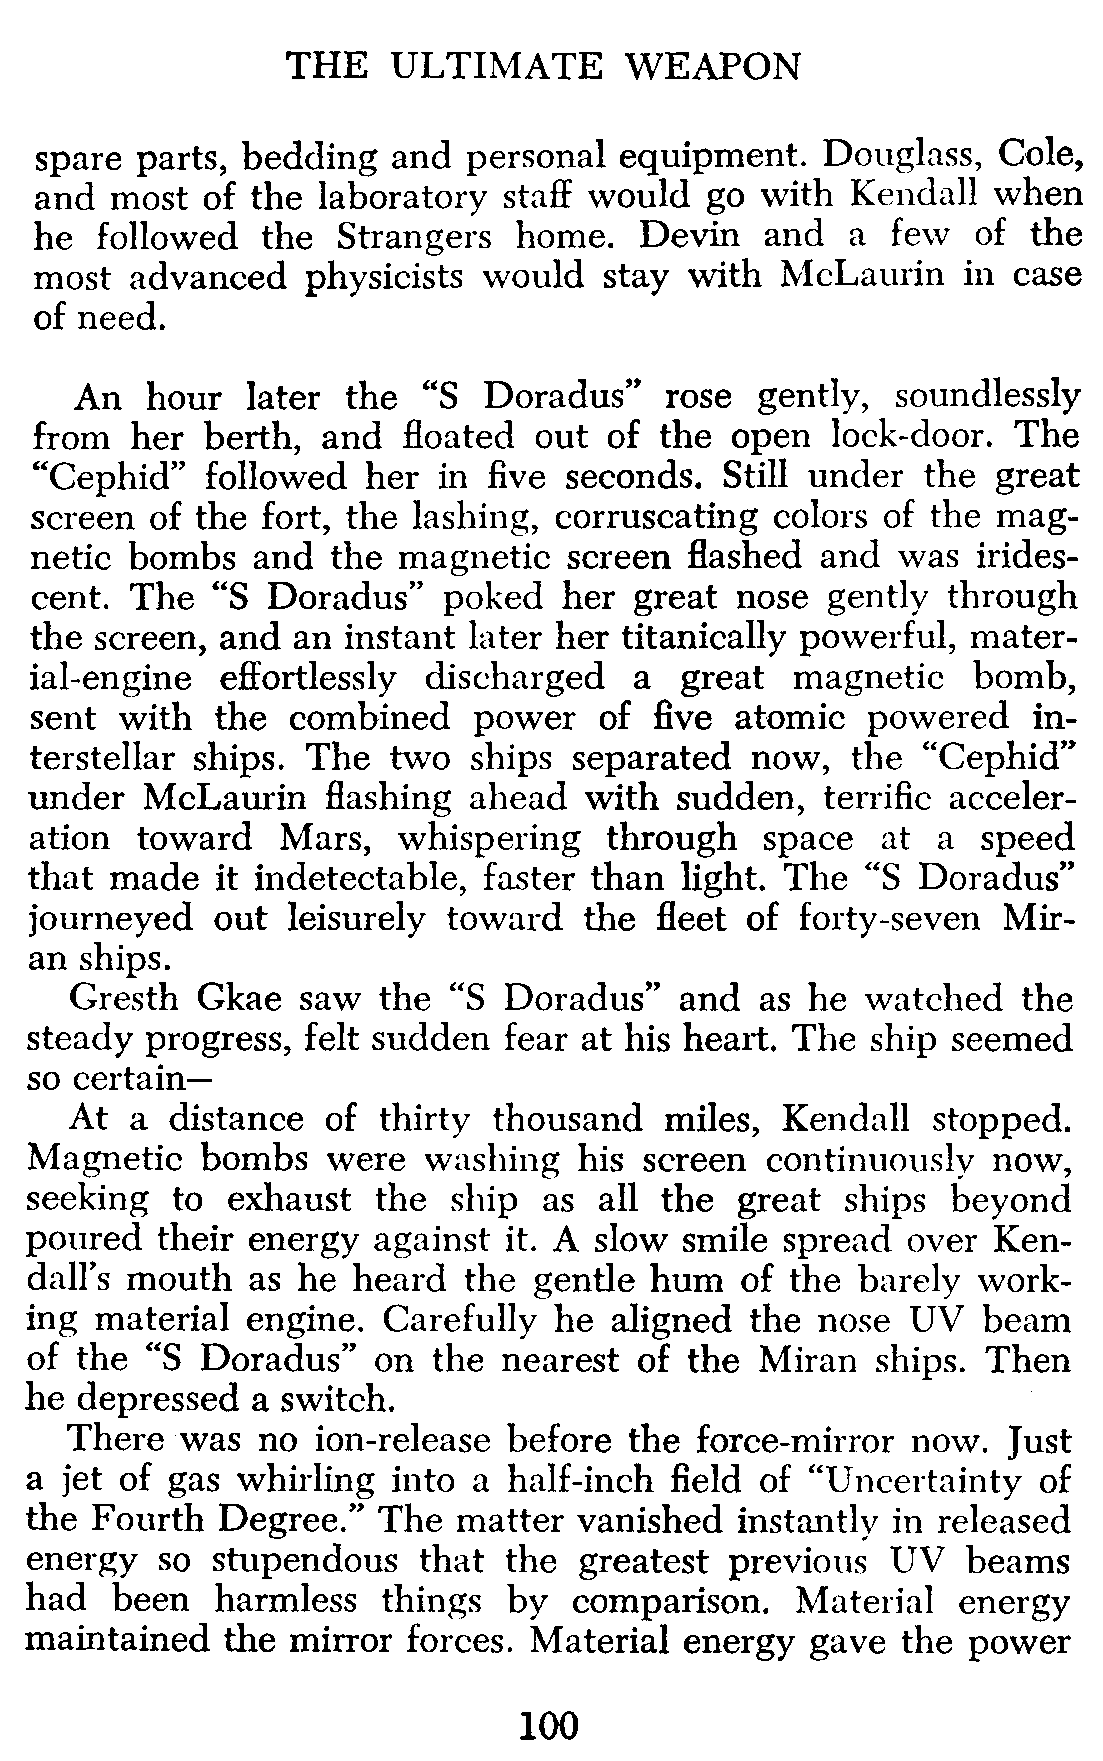 THE ULTIMATE WEAPON
spare parts, bedding and personal equipment. Douglass, Cole,
and most of the laboratory staff would go with Kendall when
he followed the Strangers home. Devin and a few of the
most advanced physicists would stay with McLaurin in case
of need.
An hour later the “S Doradus” rose gently, soundlessly
from her berth, and floated out of the open lock-door. The
“Cephid” followed her in five seconds. Still under the great
screen of the fort, the lashing, corruscating colors of the mag-
netic bombs and the magnetic screen flashed and was irides-
cent. The “S Doradus” poked her great nose gently through
the screen, and an instant later her titanically powerful, mater-
ial-engine effortlessly discharged a great magnetic bomb,
sent with the combined power of five atomic powered in-
terstellar ships. The two ships separated now, the “Cephid”
under McLaurin flashing ahead with sudden, terrific acceler-
ation toward Mars, whispering through space at a speed
that made it indetectable, faster than light. The “S Doradus”
journeyed out leisurely toward the fleet of forty-seven Mir-
an ships.
Gresth Gkae saw the “S Doradus” and as he watched the
steady progress, felt sudden fear at his heart. The ship seemed
so certain—
At a distance of thirty thousand miles, Kendall stopped.
Magnetic bombs were washing his screen continuously now,
seeking to exhaust the ship as all the great ships beyond
poured their energy against it. A slow smile spread over Ken-
dall’s mouth as he heard the gentle hum of the barely work-
ing material engine. Carefully he aligned the nose UV beam
of the “S Doradus” on the nearest of the Miran ships. Then
he depressed a switch.
There was no ion-release before the force-mirror now. Just
a jet of gas whirling into a half-inch field of “Uncertainty of
the Fourth Degree.” The matter vanished instantly in released
energy so stupendous that the greatest previous UV beams
had been harmless things by comparison. Material energy
maintained the mirror forces. Material energy gave the power
100